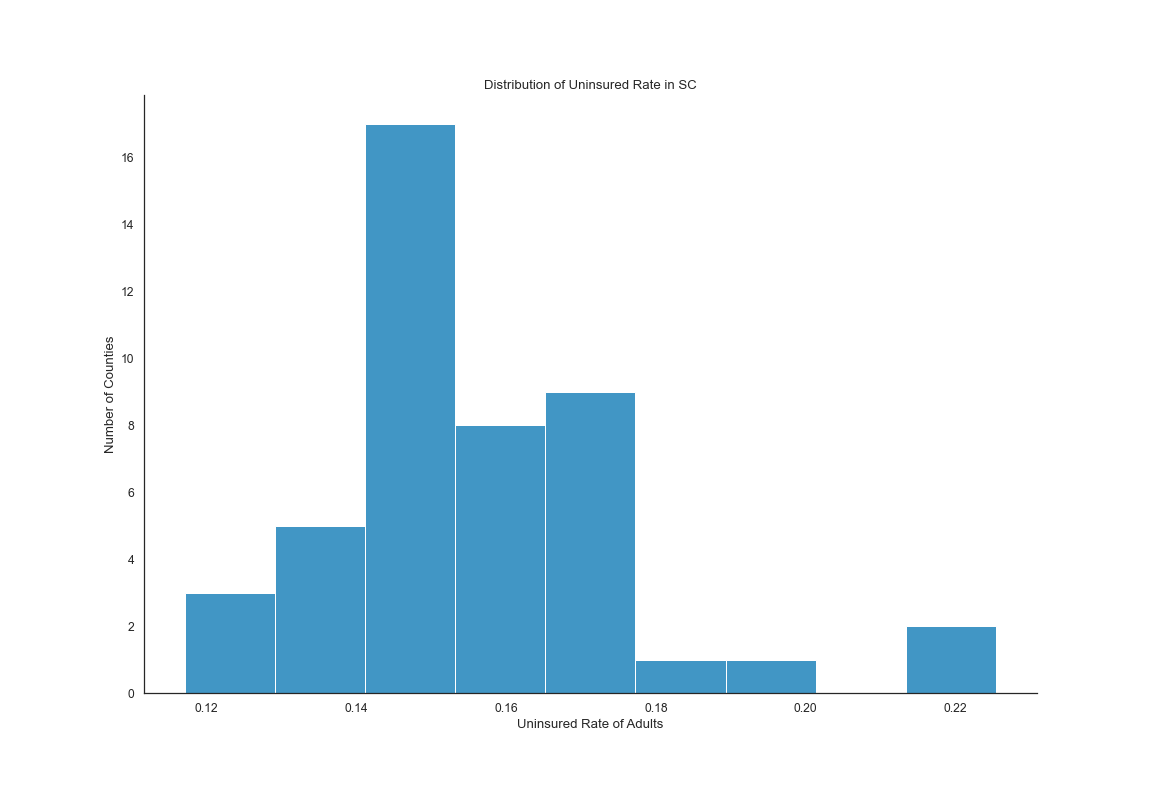 Distribution of Uninsured Rate in SC
Number of Counties
16
14
12
10
8
6
4
2
0
0.12 0.14 0.16 0.18 0.20 0.22
Uninsured Rate of Adults